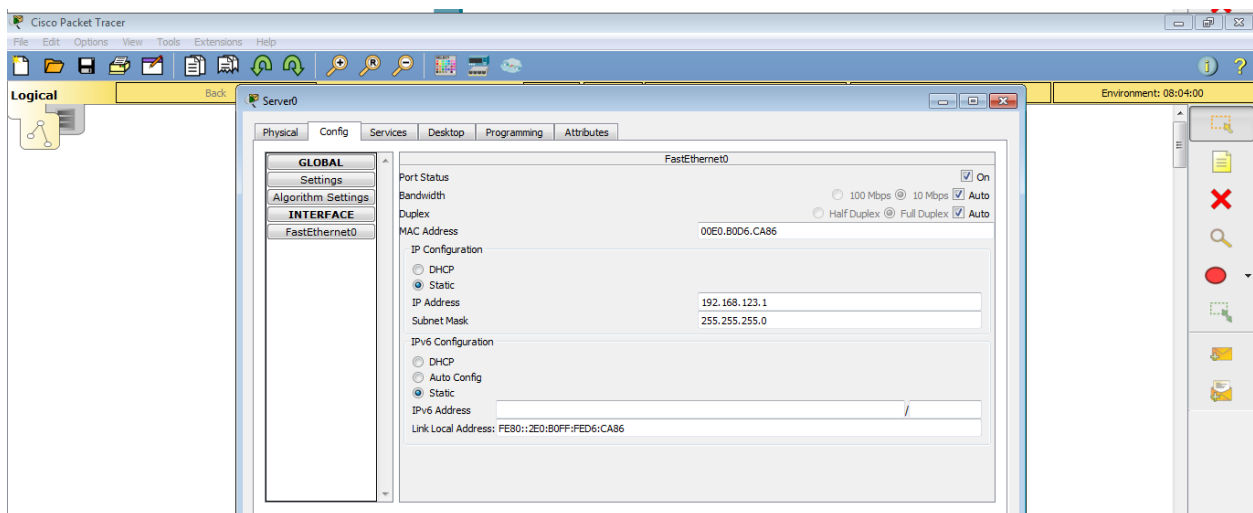 Cisco Packet Tracer
File Edit Options View Tools Extensions Help
Logical
Back
Environment: 08:04:00
Server0
Physical Config Services Desktop Programming Attributes
GLOBAL
Settings
Algorithm Settings
INTERFACE
FastEthernet0
FastEthernet0
Port Status On
Bandwidth 100 Mbps 10 Mbps Auto
Duplex Half Duplex Full Duplex Auto
MAC Address 00E0.B0D6.CA86
IP Configuration
DHCP
Static
IP Address 192.168.123.1
Subnet Mask 255.255.255.0
IPv6 Configuration
DHCP
Auto Config
Static
IPv6 Address /
Link Local Address: FE80::2E0:B0FF:FED6:CA86